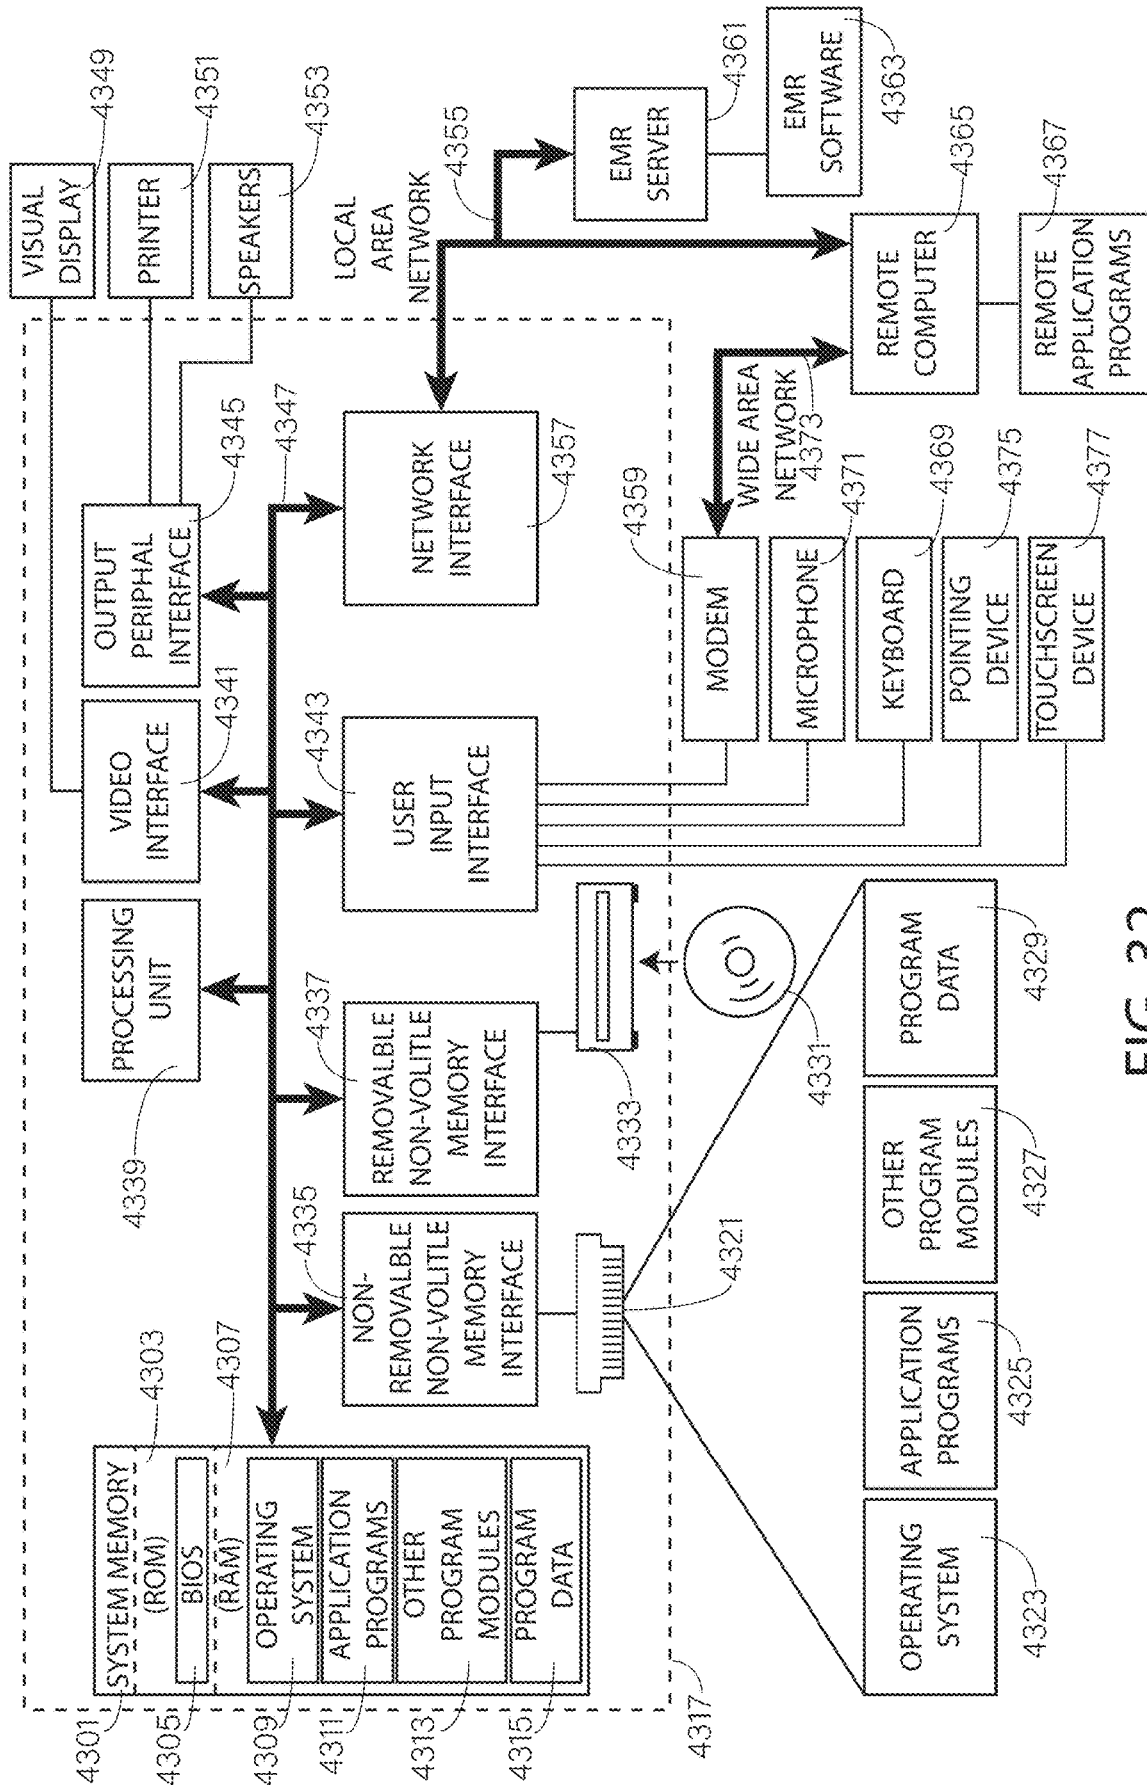 4301
SYSTEM MEMORY
(ROM)
4303
4305
BIOS
(RAM)
4307
4309
OPERATING
SYSTEM
4311
APPLICATION
PROGRAMS
4313
OTHER
PROGRAM
MODULES
4315
PROGRAM
DATA
4317
4339
PROCESSING
UNIT
VIDEO
INTERFACE
4341
OUTPUT
PERIPHAL
INTERFACE
4345
4347
VISUAL
DISPLAY
4349
PRINTER
4351
SPEAKERS
4353
4335
NON-
REMOVALBLE
NON-VOLITLE
MEMORY
INTERFACE
4337
REMOVALBLE
NON-VOLITLE
MEMORY
INTERFACE
4343
USER
INPUT
INTERFACE
NETWORK
INTERFACE
4357
LOCAL
AREA
NETWORK
4355
EMR
SERVER
4361
EMR
SOFTWARE
4363
4333
4321
4331
4359
MODEM
WIDE AREA
NETWORK
4373
MICROPHONE
4371
KEYBOARD
4369
POINTING
DEVICE
4375
TOUCHSCREEN
DEVICE
4377
REMOTE
COMPUTER
4365
REMOTE
APPLICATION
PROGRAMS
4367
OPERATING
SYSTEM
4323
APPLICATION
PROGRAMS
4325
OTHER
PROGRAM
MODULES
4327
PROGRAM
DATA
4329
FIG